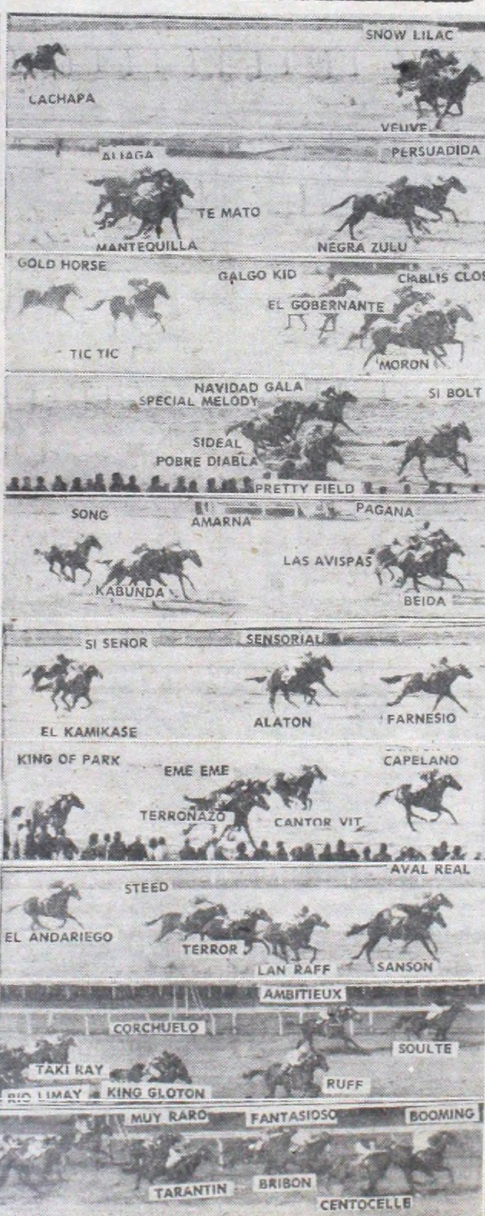 SNOW LILAC
CACHAPA
VEUVE
ALIAGA
PERSUADIDA
TE MATO
MANTEQUILLA
NEGRA ZULU
GOLD HORSE
GALGO KID
CHABLIS CLOS
EL GOBERNANTE
TIC TIC
MORON
NAVIDAD GALA
SI BOLT
SPECIAL MELODY
SIDEAL
POBRE DIABLA
PRETTY FIELD
SONG
AMARNA
PAGANA
LAS AVISPAS
KABUNDA
BEIDA
SI SEÑOR
SENSORIAL
ALATON
FARNESIO
EL KAMIKASE
KING OF PARK
EME EME
CAPELANO
TERRONAZO
CANTOR VIT
AVAL REAL
STEED
EL ANDARIEGO
TERROR
LAN RAFF
SANSON
AMBITIEUX
CORCHUELO
SOULTE
TAKI RAY
RUFF
RIO LIMAY
KING GLOTON
MUY RARO
FANTASIOSO
BOOMING
TARANTIN
BRIBON
CENTOCELLE